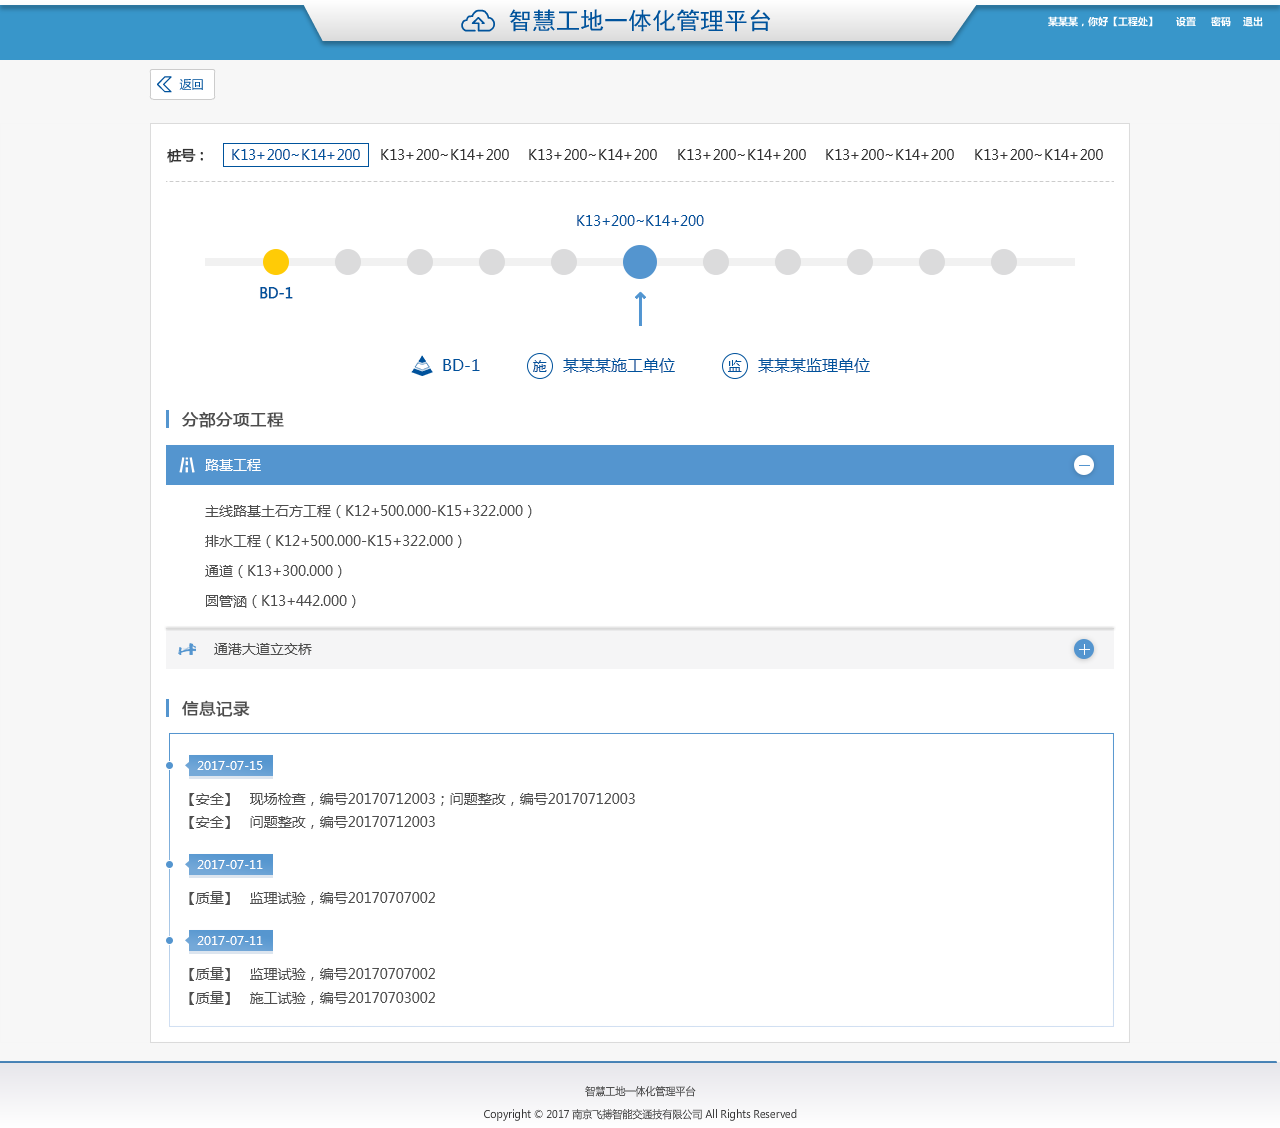 智慧工地一体化管理平台
某某某，你好【工程处】 设置 密码 退出
返回
桩号： K13+200~K14+200 K13+200~K14+200 K13+200~K14+200 K13+200~K14+200 K13+200~K14+200 K13+200~K14+200
K13+200~K14+200
BD-1
BD-1 施 某某某施工单位 监 某某某监理单位
分部分项工程
路基工程
主线路基土石方工程（K12+500.000-K15+322.000）
排水工程（K12+500.000-K15+322.000）
通道（K13+300.000）
圆管涵（K13+442.000）
通港大道立交桥
信息记录
2017-07-15
【安全】 现场检查，编号20170712003；问题整改，编号20170712003
【安全】 问题整改，编号20170712003
2017-07-11
【质量】 监理试验，编号20170707002
2017-07-11
【质量】 监理试验，编号20170707002
【质量】 施工试验，编号20170703002
智慧工地一体化管理平台
Copyright © 2017 南京飞搏智能交通技有限公司 All Rights Reserved